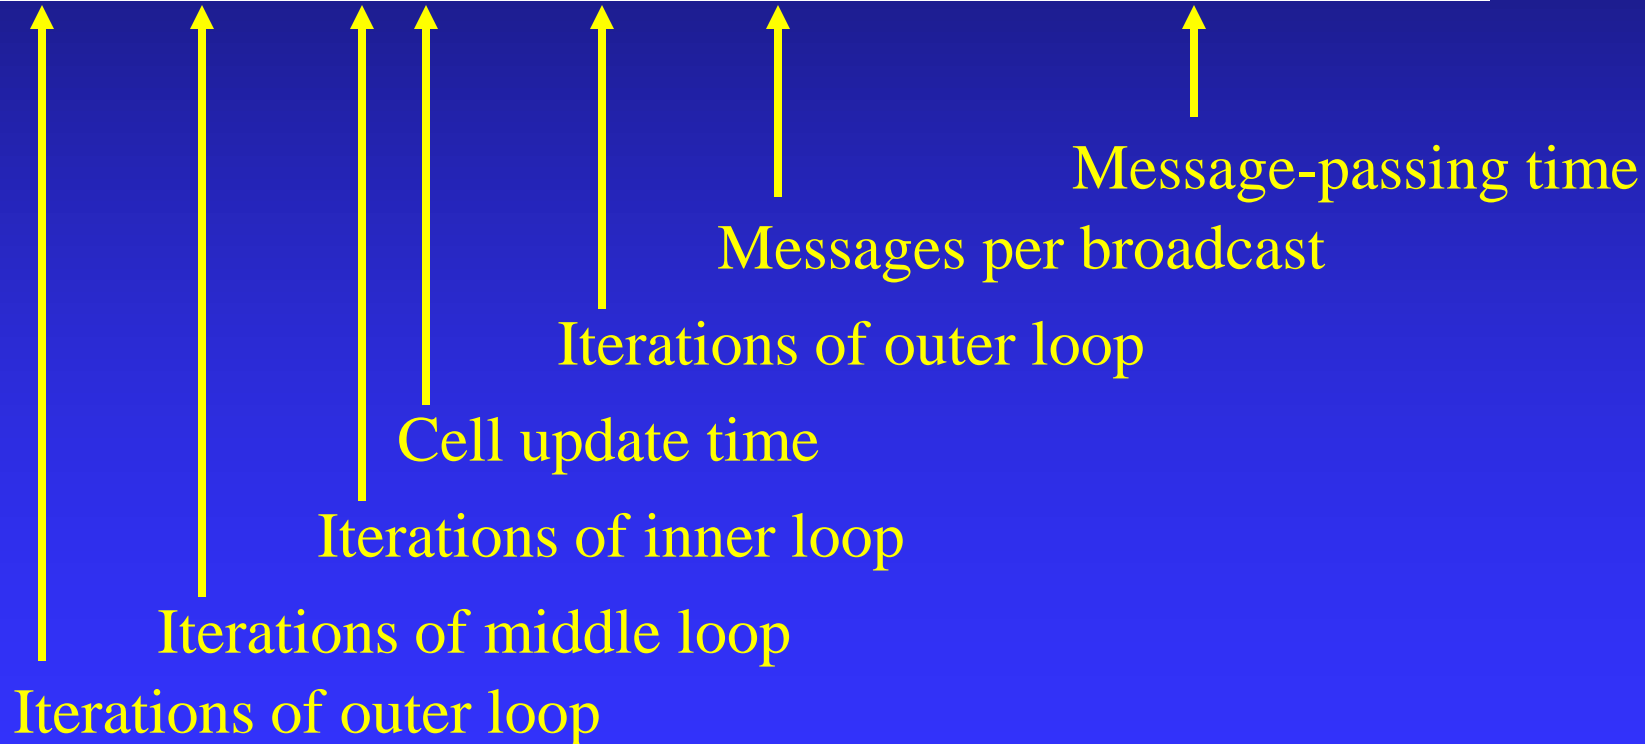 Message-passing time
Messages per broadcast
Iterations of outer loop
Cell update time
Iterations of inner loop
Iterations of middle loop
Iterations of outer loop